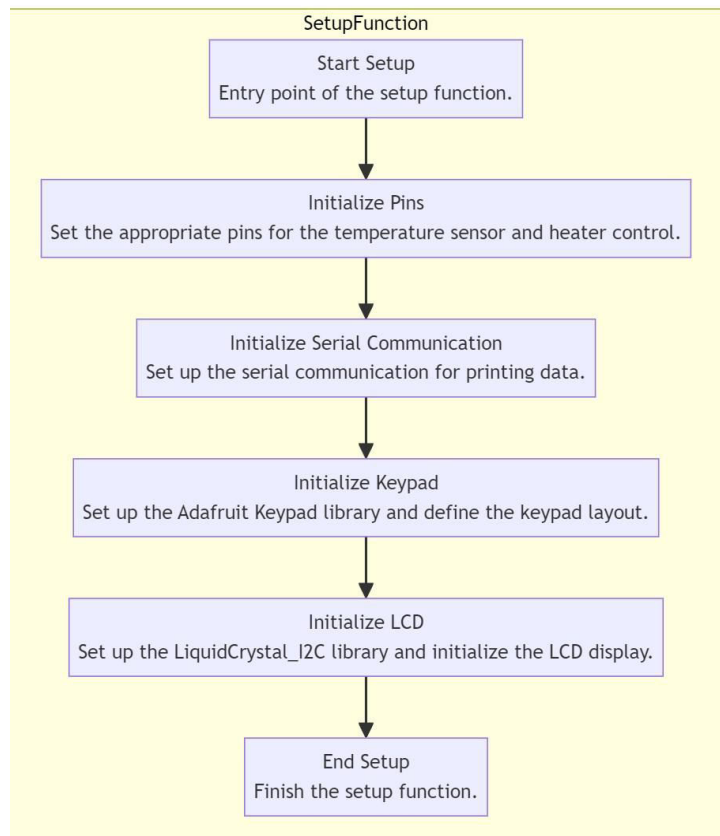 SetupFunction
Start Setup
Entry point of the setup function.
Initialize Pins
Set the appropriate pins for the temperature sensor and heater control.
Initialize Serial Communication
Set up the serial communication for printing data.
Initialize Keypad
Set up the Adafruit Keypad library and define the keypad layout.
Initialize LCD
Set up the LiquidCrystal_I2C library and initialize the LCD display.
End Setup
Finish the setup function.